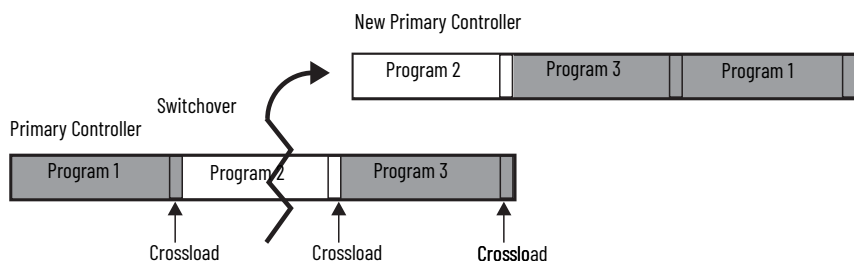 New Primary Controller
Program 2
Program 3
Program 1
Switchover
Primary Controller
Program 1
Program 2
Program 3
Crossload
Crossload
Crossload